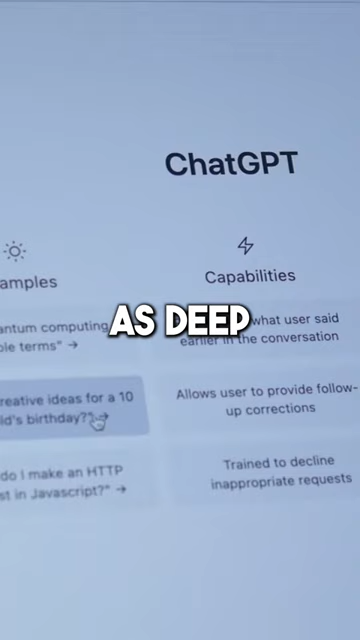 ChatGPT
amples
Capabilities
AS DEEP
antum computing
ple terms" →
what user said
earlier in the conversation
reative ideas for a 10
ld's birthday?" →
Allows user to provide follow-
up corrections
do I make an HTTP
st in Javascript?" →
Trained to decline
inappropriate requests